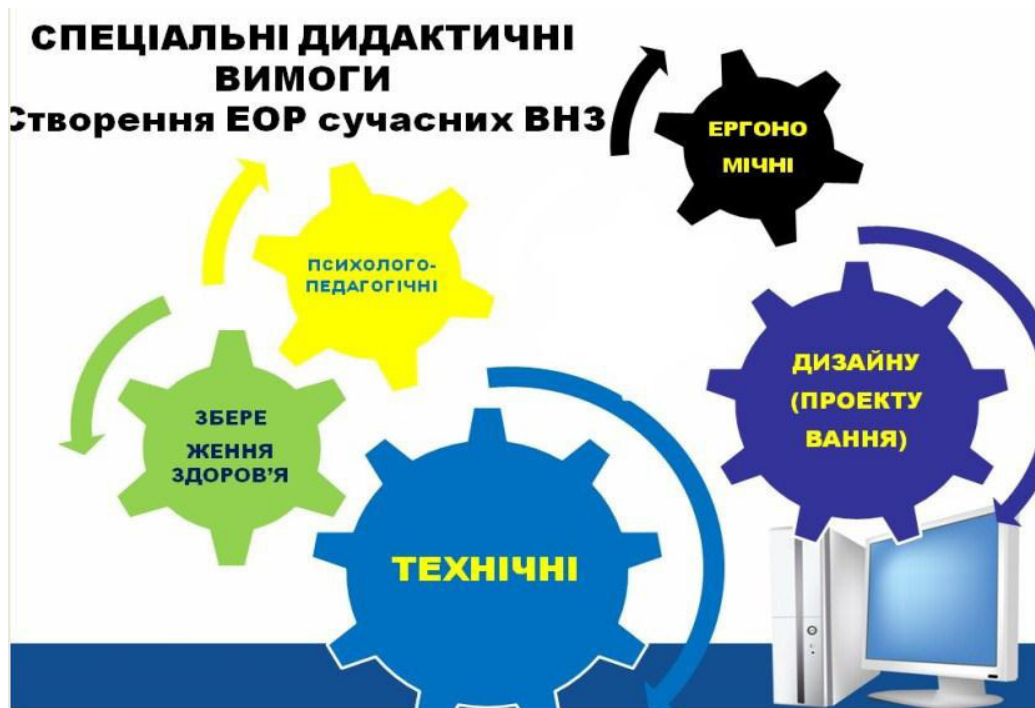 СПЕЦІАЛЬНІ ДИДАКТИЧНІ
ВИМОГИ
Створення ЕОР сучасних ВНЗ
ЕРГОНО
МІЧНІ
ПСИХОЛОГО-
ПЕДАГОГІЧНІ
ДИЗАЙНУ
(ПРОЕКТУ
ВАННЯ)
ЗБЕРЕ
ЖЕННЯ
ЗДОРОВ’Я
ТЕХНІЧНІ